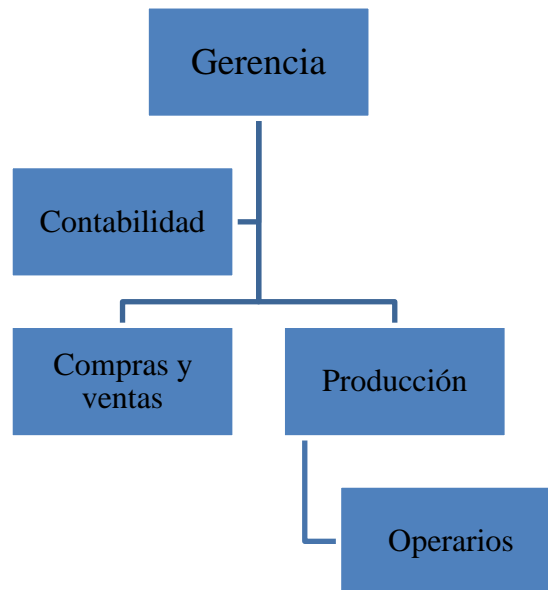 Gerencia
Contabilidad
Compras y
ventas
Producción
Operarios